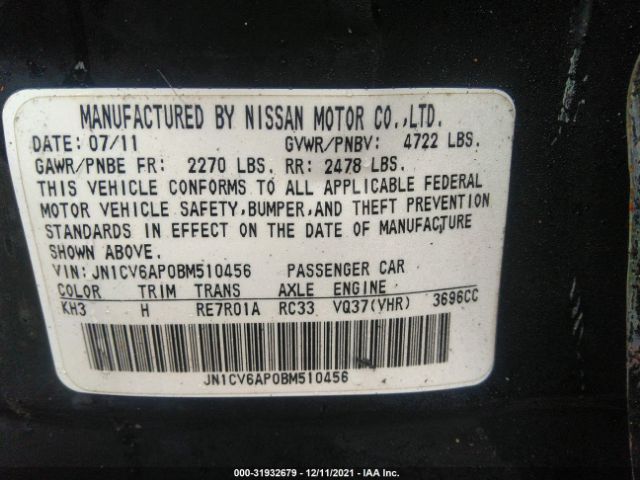 MANUFACTURED BY NISSAN MOTOR CO.,LTD.
DATE: 07/11 GVWR/PNBV: 4722 LBS.
GAWR/PNBE FR: 2270 LBS. RR: 2478 LBS.
THIS VEHICLE CONFORMS TO ALL APPLICABLE FEDERAL
MOTOR VEHICLE SAFETY,BUMPER,AND THEFT PREVENTION
STANDARDS IN EFFECT ON THE DATE OF MANUFACTURE
SHOWN ABOVE.
VIN: JN1CV6AP0BM510456 PASSENGER CAR
COLOR TRIM TRANS AXLE ENGINE
KH3 H RE7R01A RC33 VQ37(VHR) 3696CC
JN1CV6AP0BM510456
000-31932679 - 12/11/2021 - IAA Inc.